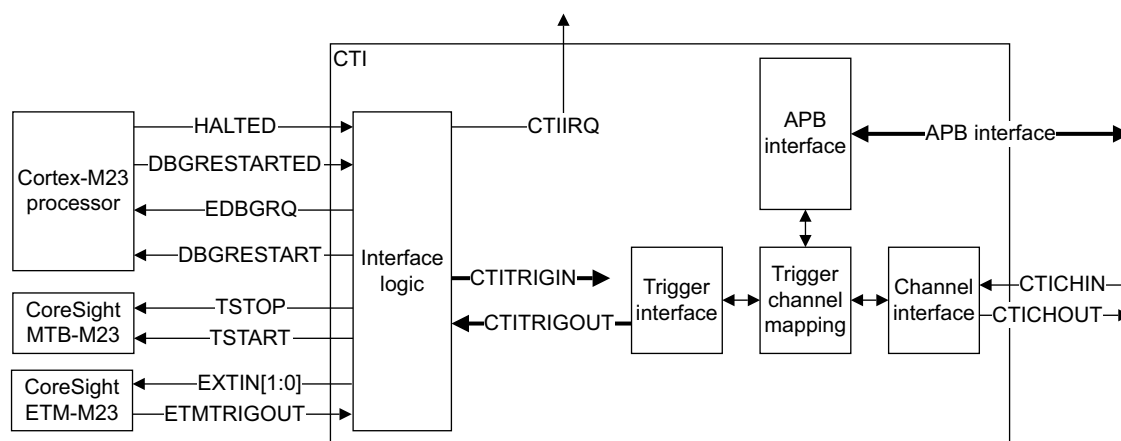 CTI
HALTED
CTIIRQ
APB
interface
APB interface
DBGRESTARTED
Cortex-M23
processor
EDBGRQ
DBGRESTART
Interface
logic
CTITRIGIN
Trigger
interface
Trigger
channel
mapping
Channel
interface
CTICHIN
CTICHOUT
CTITRIGOUT
CoreSight
MTB-M23
TSTOP
TSTART
CoreSight
ETM-M23
EXTIN[1:0]
ETMTRIGOUT